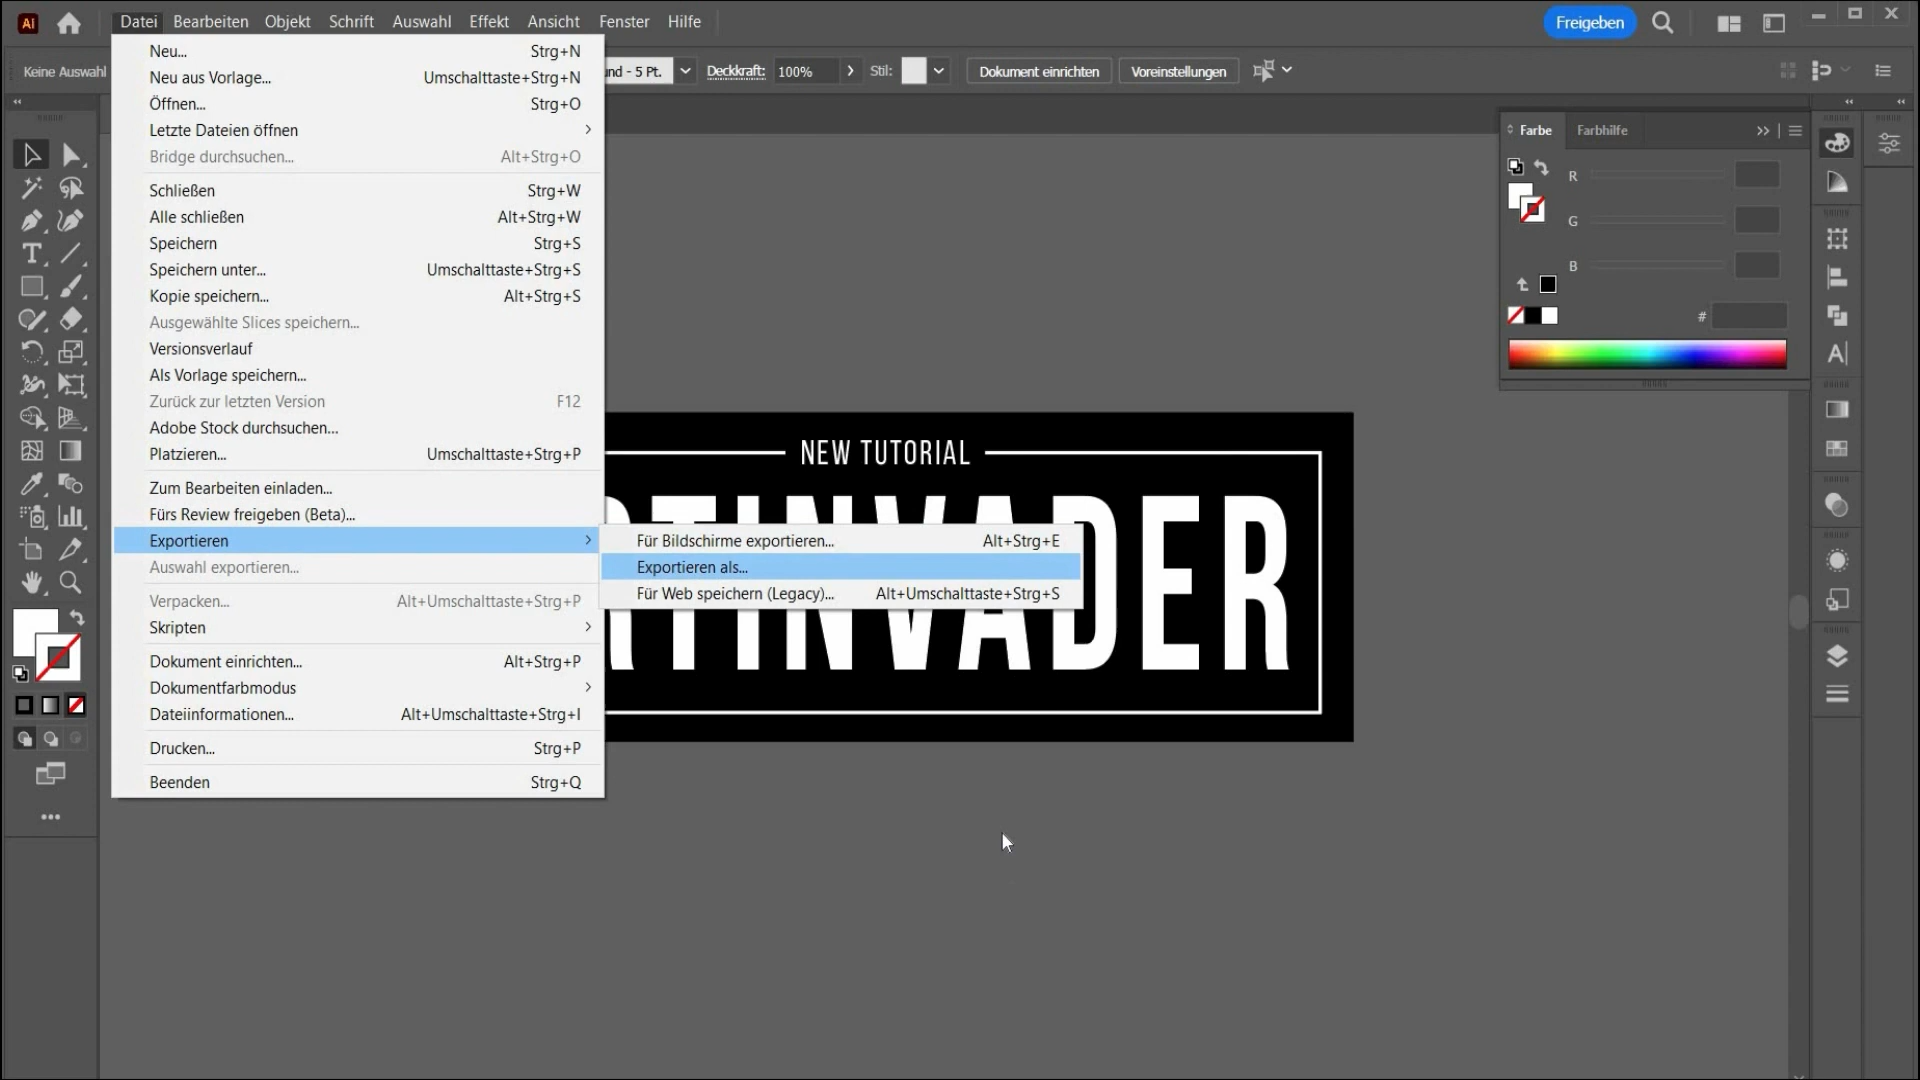 Ai
Datei Bearbeiten Objekt Schrift Auswahl Effekt Ansicht Fenster Hilfe
Freigeben
Keine Auswahl
und - 5 Pt. Deckkraft: 100% Stil: Dokument einrichten Voreinstellungen
Neu... Strg+N
Neu aus Vorlage... Umschalttaste+Strg+N
Öffnen... Strg+O
Letzte Dateien öffnen
Bridge durchsuchen... Alt+Strg+O
Schließen Strg+W
Alle schließen Alt+Strg+W
Speichern Strg+S
Speichern unter... Umschalttaste+Strg+S
Kopie speichern... Alt+Strg+S
Ausgewählte Slices speichern...
Versionsverlauf
Als Vorlage speichern...
Zurück zur letzten Version F12
Adobe Stock durchsuchen...
Platzieren... Umschalttaste+Strg+P
Zum Bearbeiten einladen...
Fürs Review freigeben (Beta)...
Exportieren
Auswahl exportieren...
Verpacken... Alt+Umschalttaste+Strg+P
Skripten
Dokument einrichten... Alt+Strg+P
Dokumentfarbmodus
Dateiinformationen... Alt+Umschalttaste+Strg+I
Drucken... Strg+P
Beenden Strg+Q
Für Bildschirme exportieren... Alt+Strg+E
Exportieren als...
Für Web speichern (Legacy)... Alt+Umschalttaste+Strg+S
NEW TUTORIAL
RTINVADER
Farbe Farbhilfe
R
G
B
#